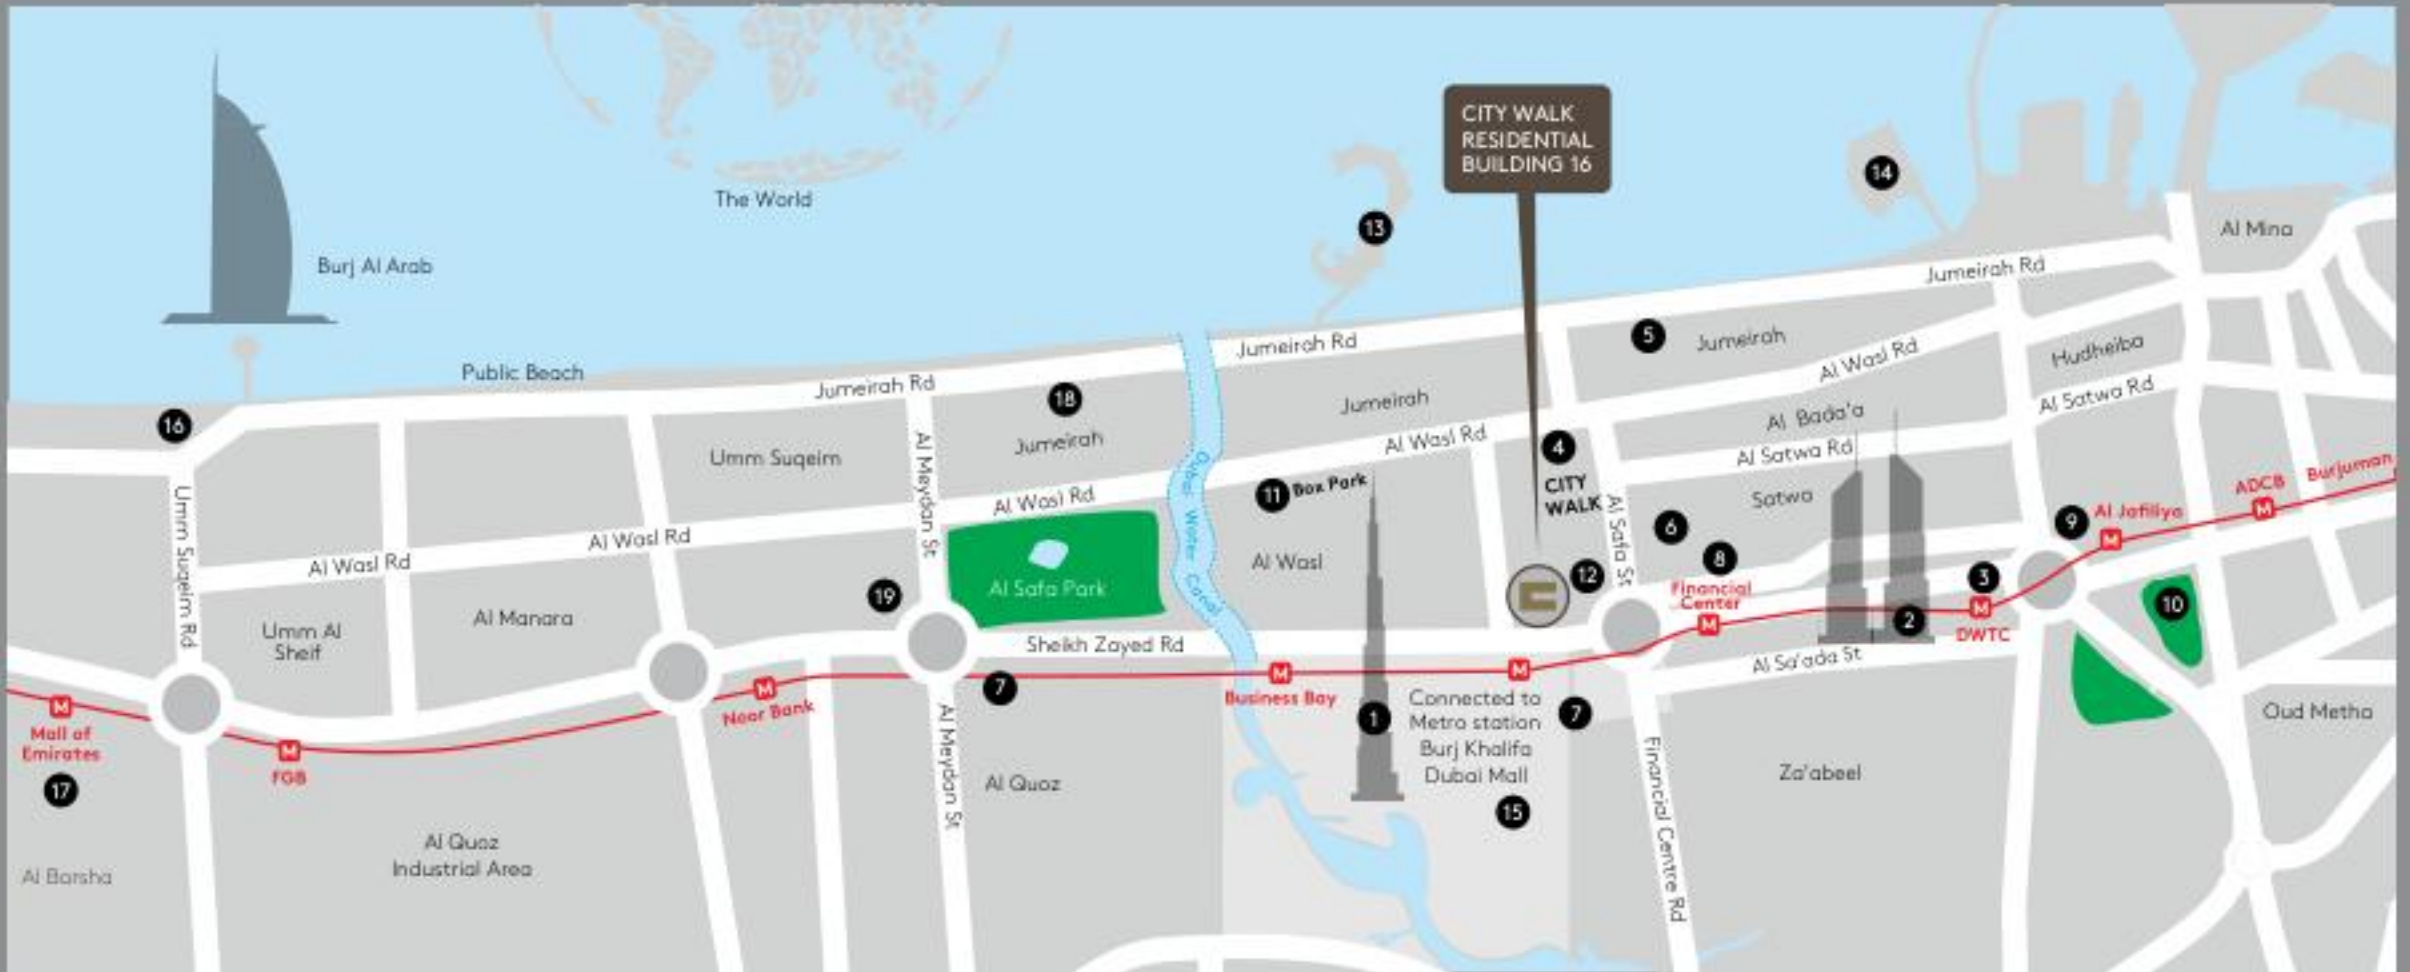 CITY WALK
RESIDENTIAL
BUILDING 16
14
The World
13
Al Mina
Burj Al Arab
Jumeirah Rd
5
Jumeirah
Jumeirah Rd
Hudheiba
Al Wasl Rd
Public Beach
Jumeirah Rd
18
Jumeirah
Al Satwa Rd
16
Al Bada'a
Umm Suqeim
Jumeirah
Al Wasl Rd
4
Al Satwa Rd
Al Meydan St
Dubai Water Canal
11
Box Park
CITY
WALK
Satwa
ADCB
Burjuman
Al Wasl Rd
Al Safa St
6
9
Al Jafiliya
Umm Suqeim Rd
Al Wasl Rd
Al Wasl Rd
Al Wasl
8
19
Al Safa Park
12
Financial
Center
3
10
Umm Al
Sheif
Al Manara
Sheikh Zayed Rd
M
2
M
DWTC
M
M
Al Sa'ada St
M
Mall of
Emirates
17
M
FGB
M
Noor Bank
7
M
Business Bay
M
1
Connected to
Metro station
Burj Khalifa
Dubai Mall
15
7
Oud Metha
Al Meydan St
Al Quoz
Financial Centre Rd
Za'abeel
Al Quoz
Industrial Area
Al Barsha